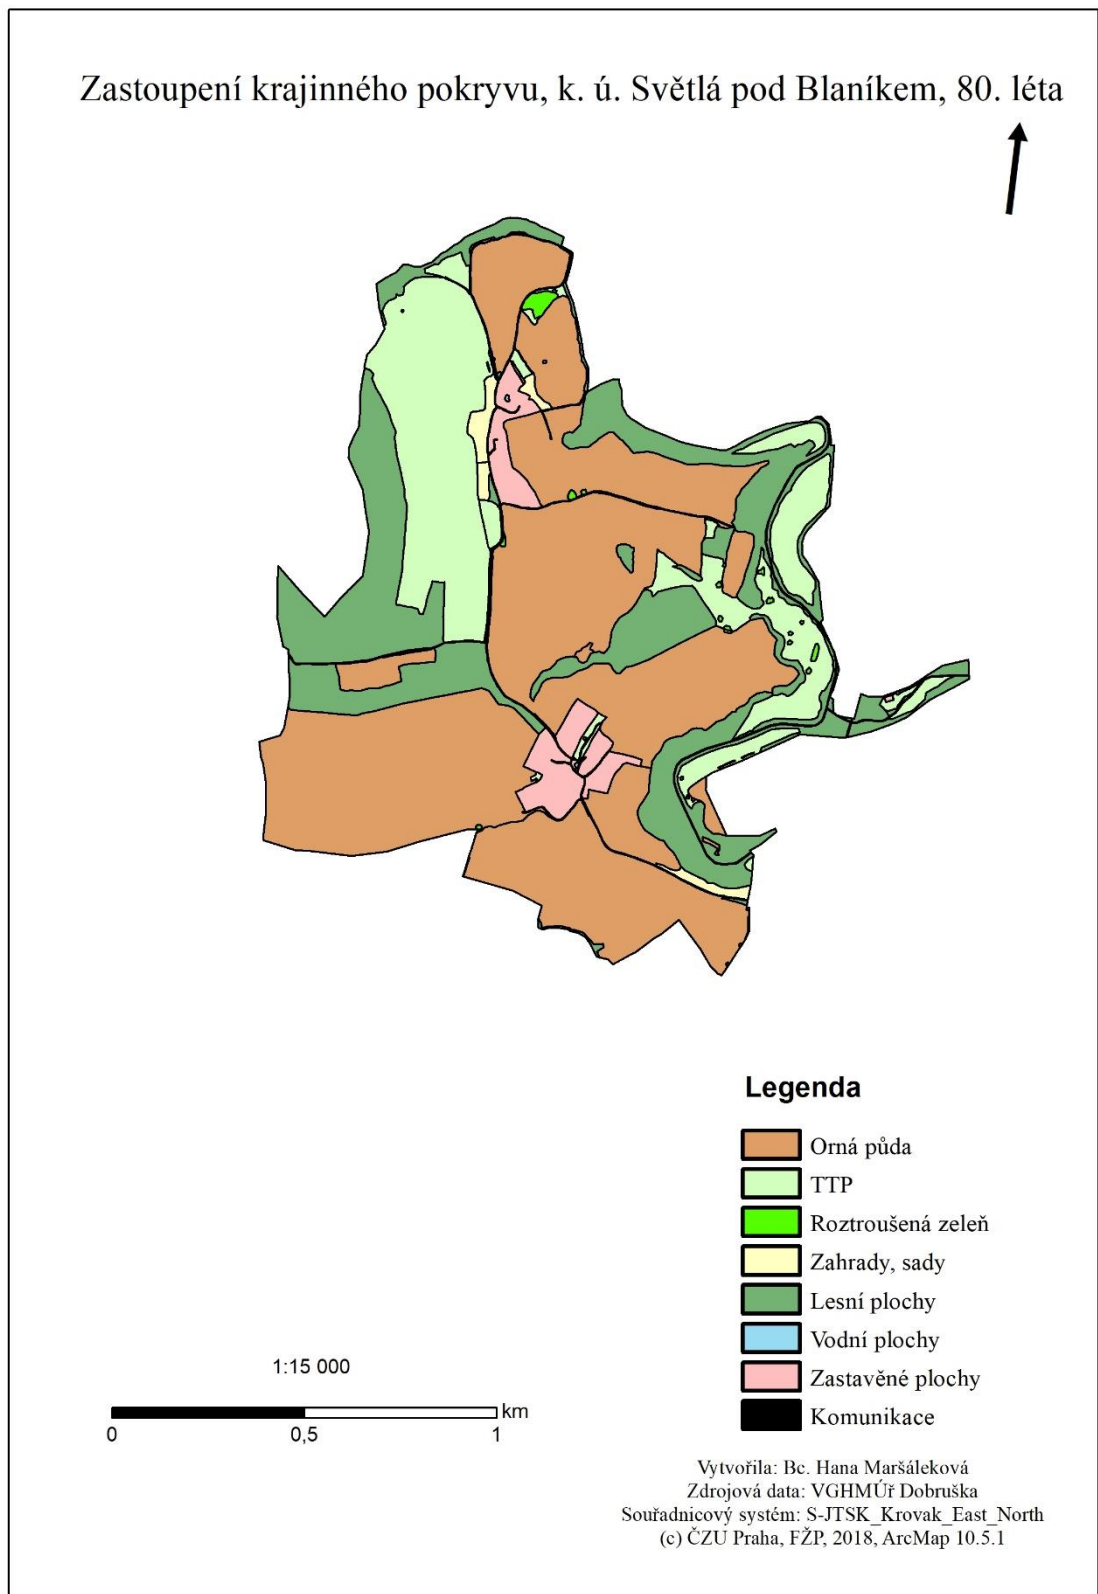 Zastoupení krajinného pokryvu, k. ú. Světlá pod Blaníkem, 80. léta
Legenda
Orná půda
TTP
Roztroušená zeleň
Zahrady, sady
Lesní plochy
Vodní plochy
Zastavěné plochy
Komunikace
1:15 000
km
0
0,5
1
Vytvořila: Bc. Hana Maršáleková
Zdrojová data: VGHMÚř Dobruška
Souřadnicový systém: S-JTSK_Krovak_East_North
(c) ČZU Praha, FŽP, 2018, ArcMap 10.5.1